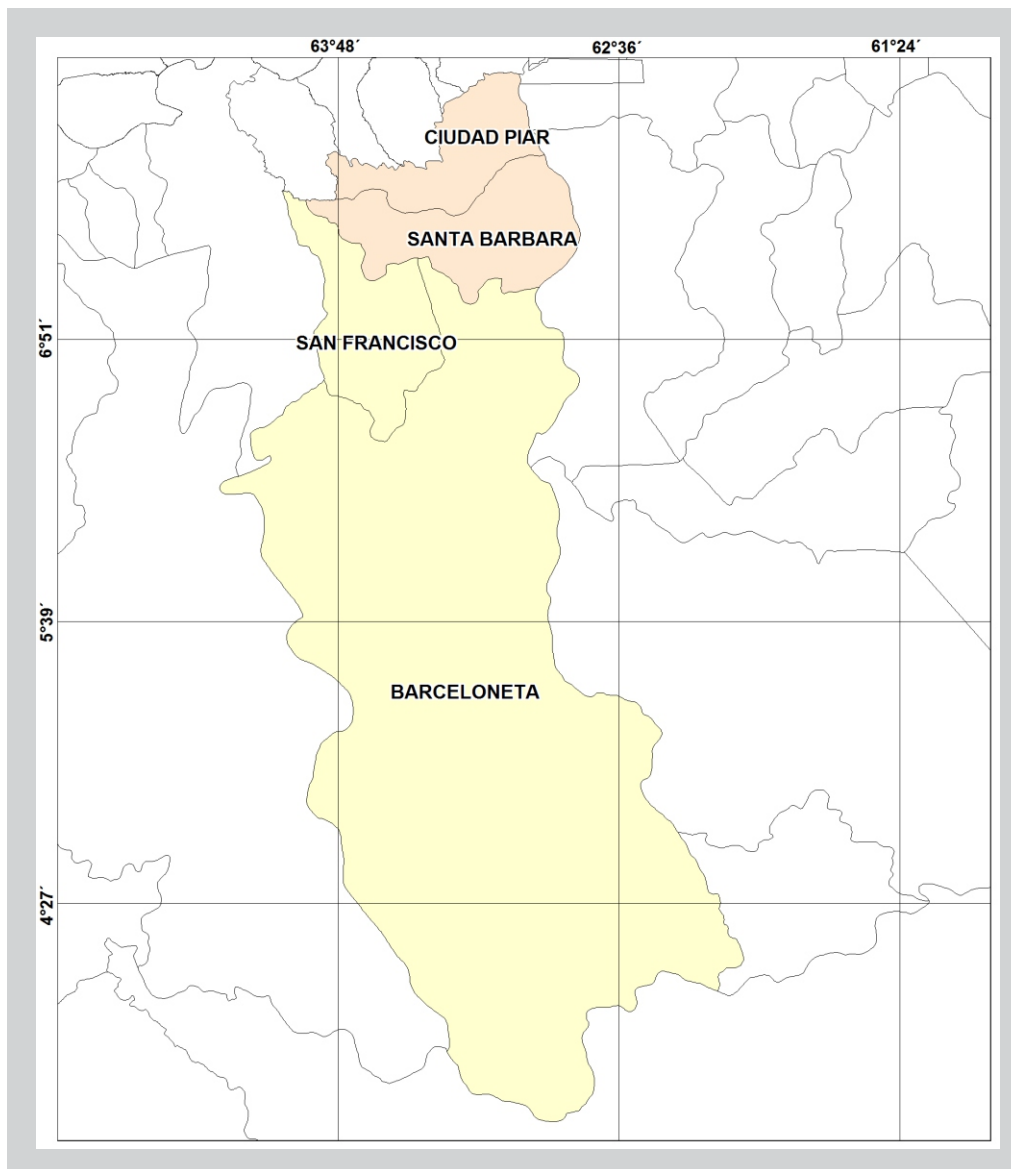 63°48´
62°36´
61°24´
CIUDAD PIAR
SANTA BARBARA
6°51´
SAN FRANCISCO
5°39´
BARCELONETA
4°27´